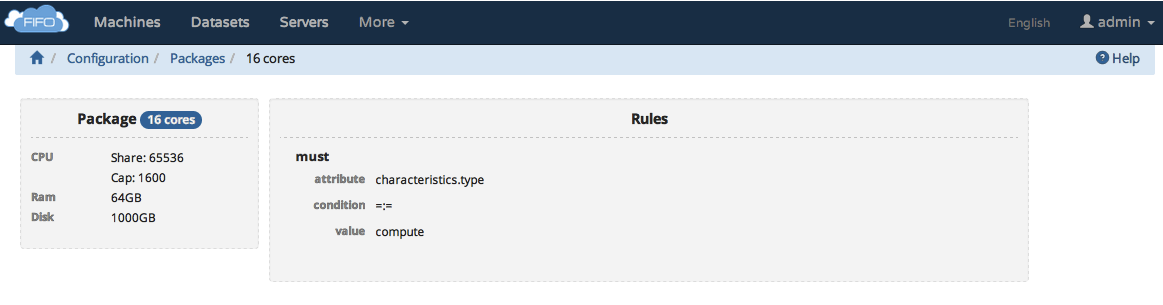 FIFO Machines Datasets Servers More English admin
/ Configuration / Packages / 16 cores Help
Package 16 cores
CPU Share: 65536
Cap: 1600
Ram 64GB
Disk 1000GB
Rules
must
attribute characteristics.type
condition =:=
value compute